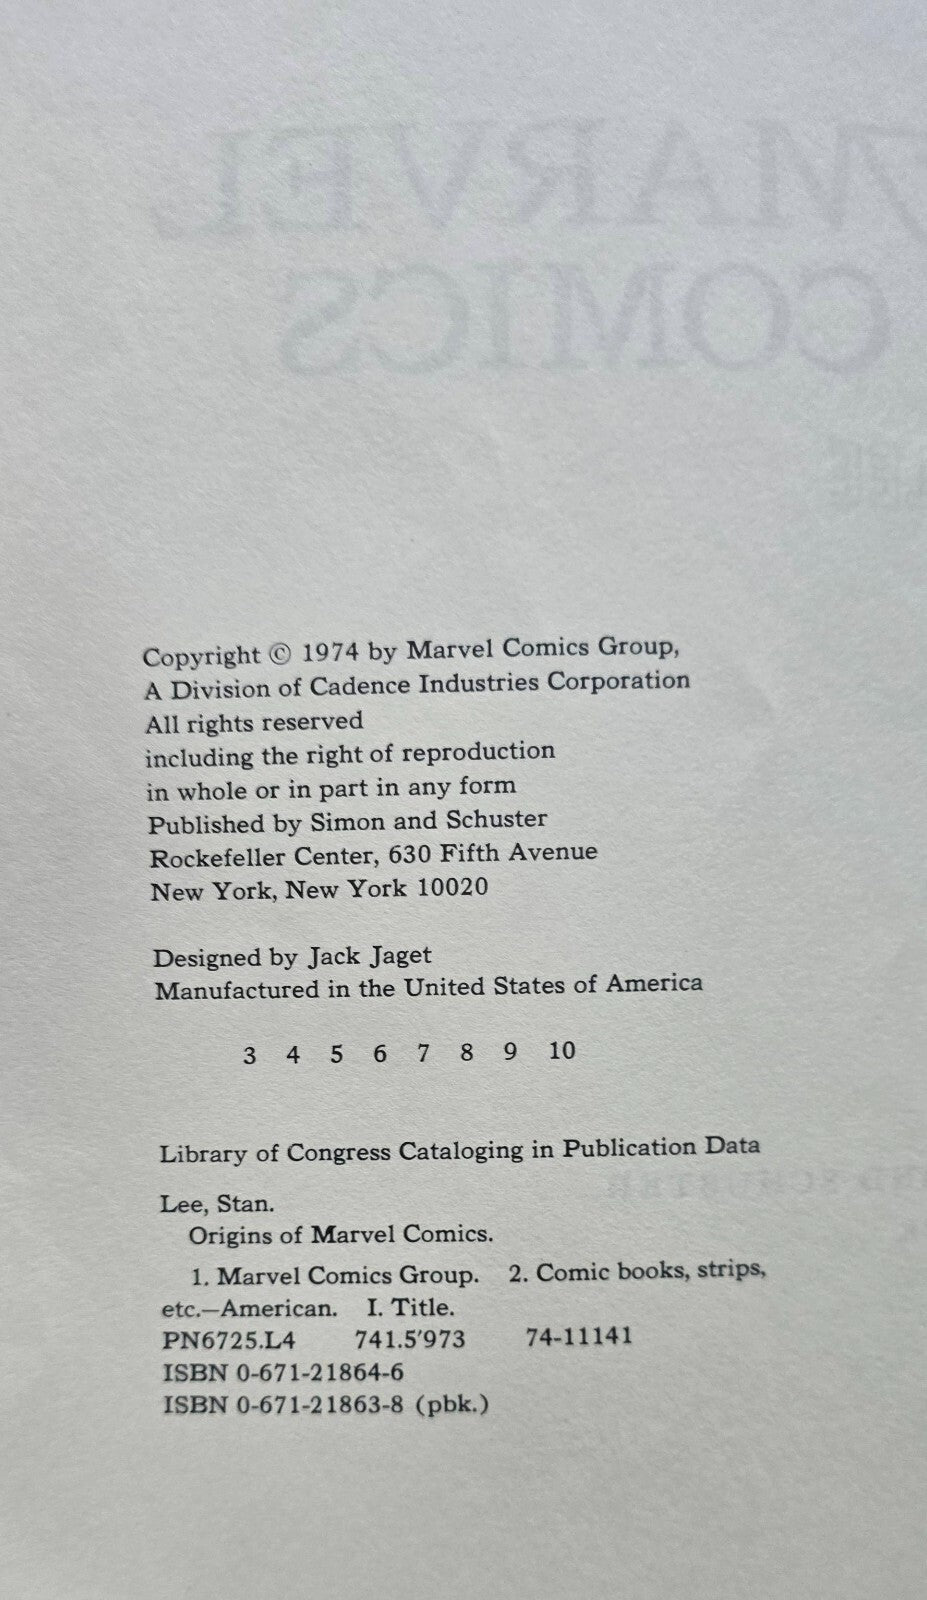 MARVEL
COMICS
Copyright © 1974 by Marvel Comics Group,
A Division of Cadence Industries Corporation
All rights reserved
including the right of reproduction
in whole or in part in any form
Published by Simon and Schuster
Rockefeller Center, 630 Fifth Avenue
New York, New York 10020
Designed by Jack Jaget
Manufactured in the United States of America
3 4 5 6 7 8 9 10
Library of Congress Cataloging in Publication Data
Lee, Stan.
Origins of Marvel Comics.
1. Marvel Comics Group. 2. Comic books, strips,
etc.—American. I. Title.
PN6725.L4 741.5'973 74-11141
ISBN 0-671-21864-6
ISBN 0-671-21863-8 (pbk.)